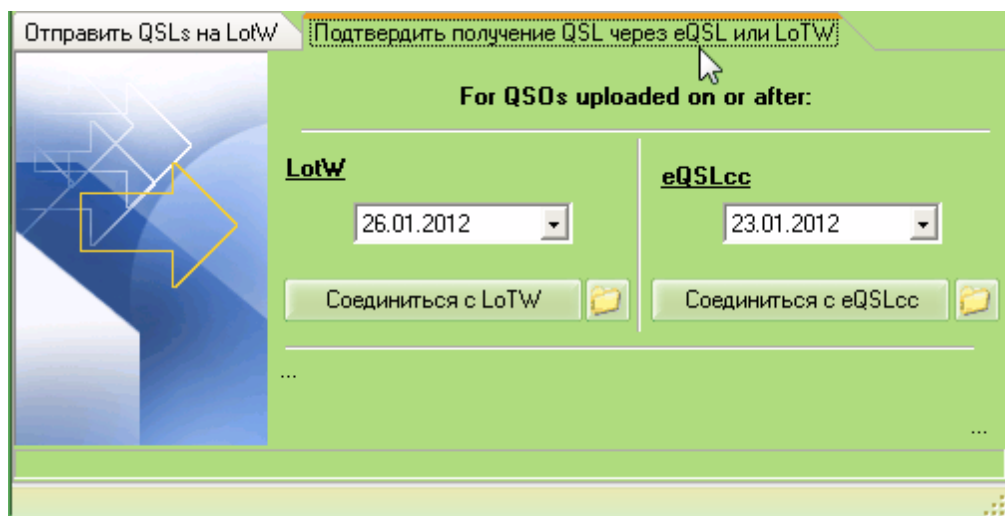 Отправить QSLs на LotW
Подтвердить получение QSL через eQSL или LoTW
For QSOs uploaded on or after:
LotW
eQSLcc
26.01.2012
23.01.2012
Соединиться с LoTW
Соединиться с eQSLcc
...
...